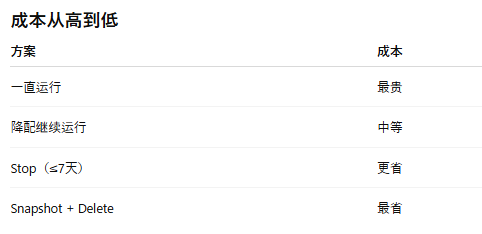 成本从高到低
方案 成本
一直运行 最贵
降配继续运行 中等
Stop（≤7天） 更省
Snapshot + Delete 最省